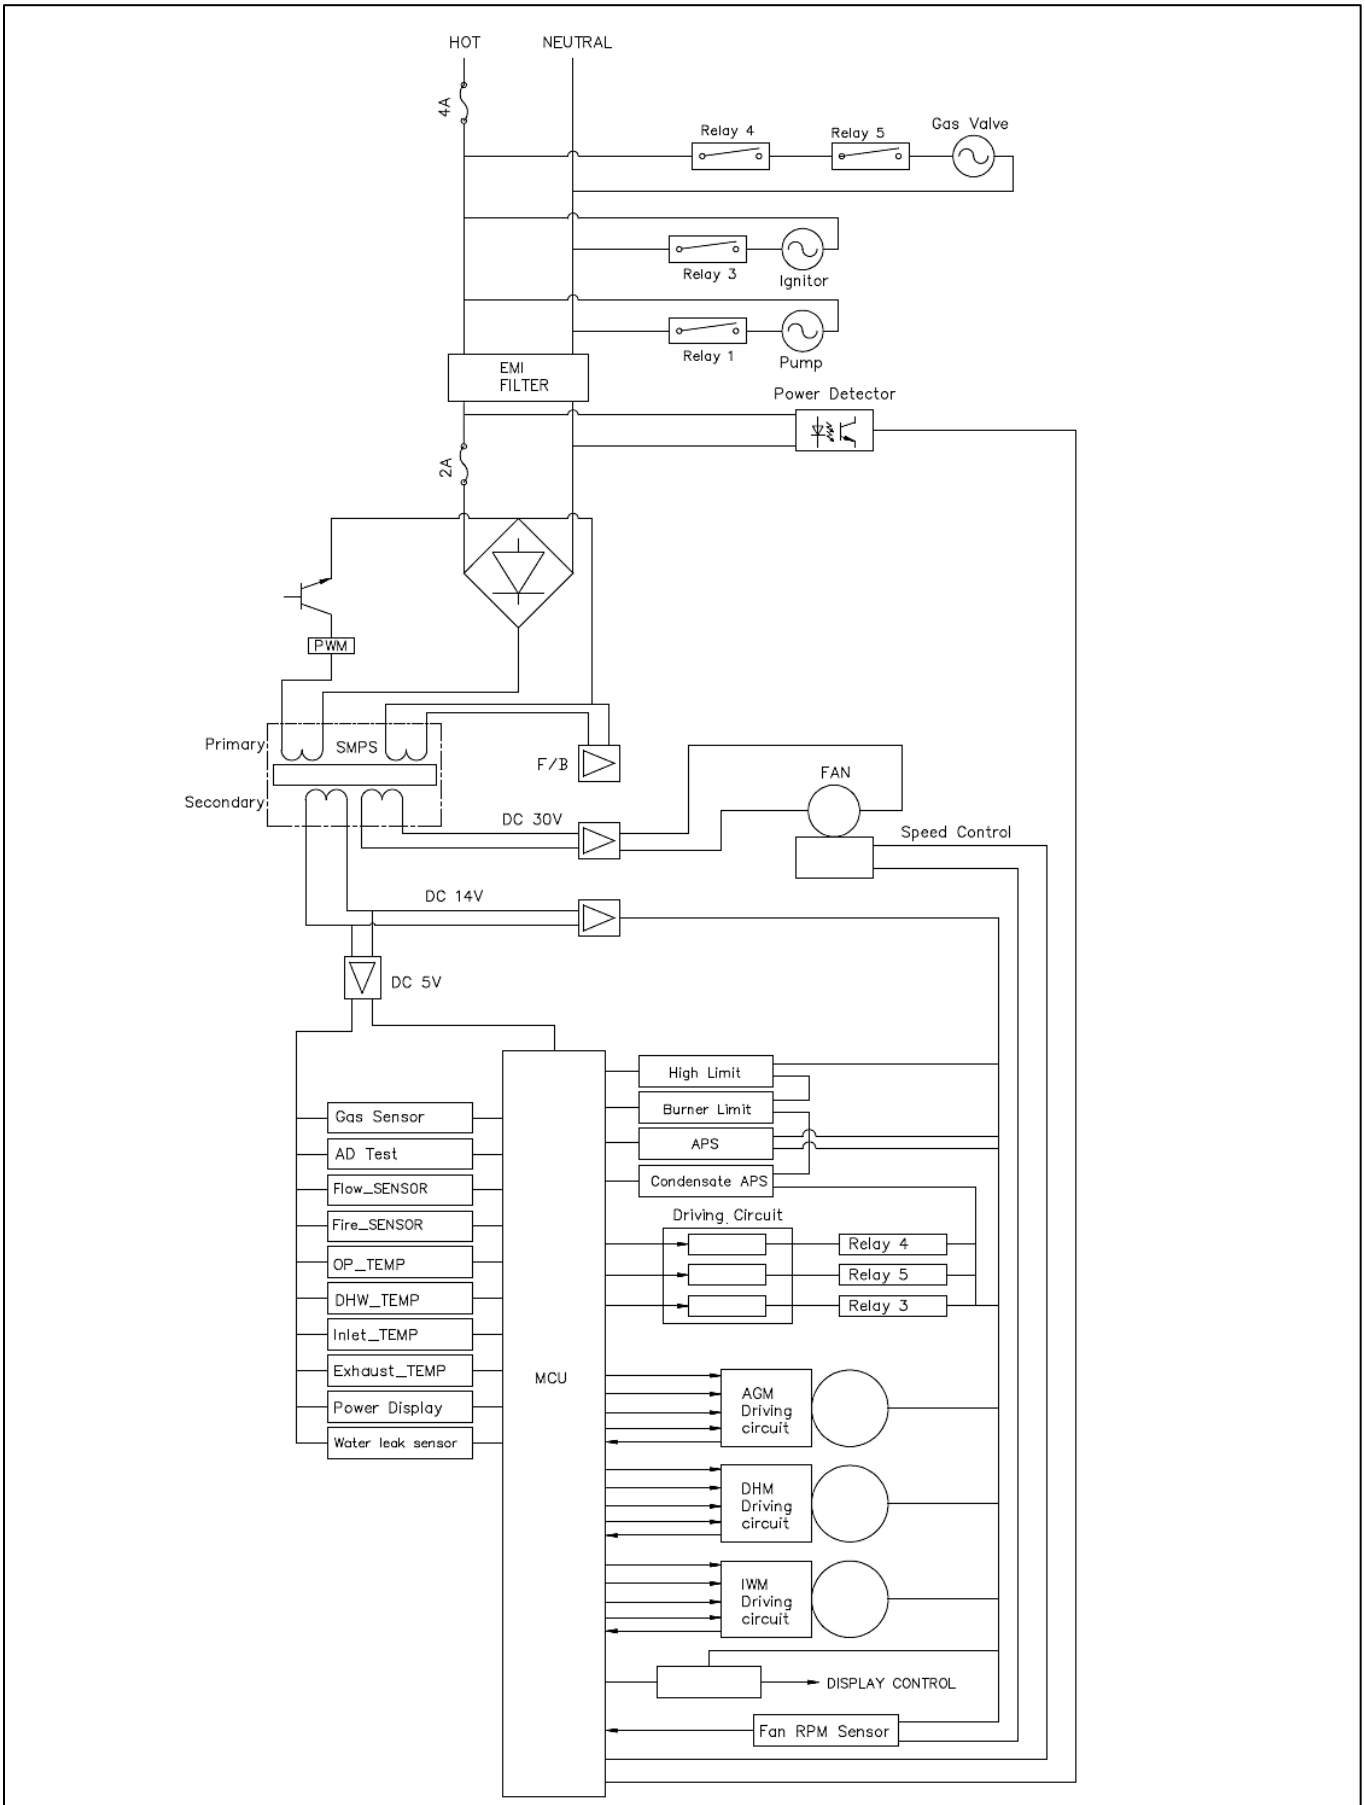 HOT
NEUTRAL
4A
Relay 4
Relay 5
Gas Valve
Relay 3
Ignitor
Relay 1
Pump
EMI
FILTER
Power Detector
2A
PWM
Primary
SMPS
Secondary
F/B
FAN
DC 30V
Speed Control
DC 14V
DC 5V
High Limit
Burner Limit
APS
Condensate APS
Driving Circuit
Relay 4
Relay 5
Relay 3
Gas Sensor
AD Test
Flow_SENSOR
Fire_SENSOR
OP_TEMP
DHW_TEMP
Inlet_TEMP
Exhaust_TEMP
Power Display
Water leak sensor
MCU
AGM
Driving
circuit
DHM
Driving
circuit
IWM
Driving
circuit
DISPLAY CONTROL
Fan RPM Sensor